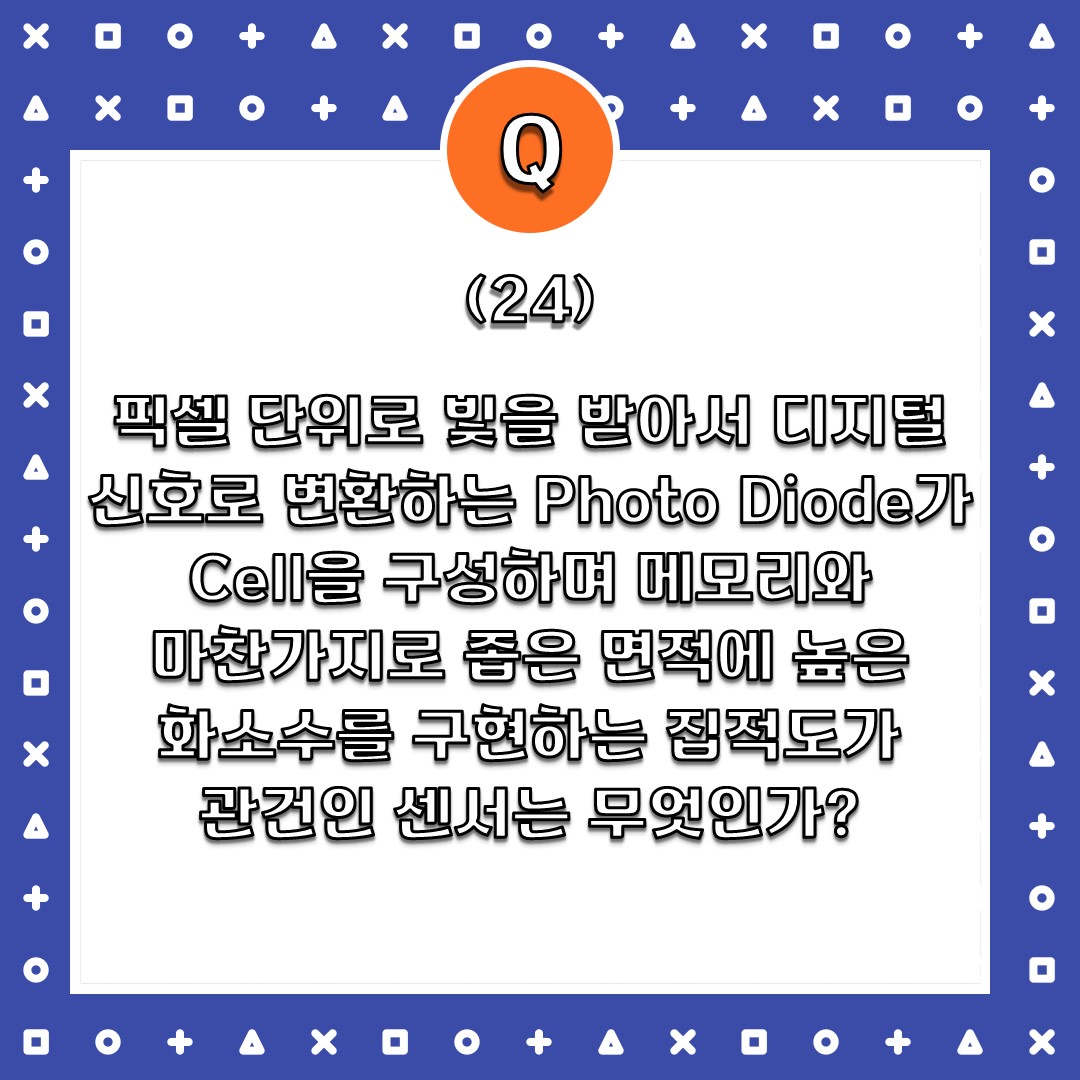 Q
(24)
픽셀 단위로 빛을 받아서 디지털
신호로 변환하는 Photo Diode가
Cell을 구성하며 메모리와
마찬가지로 좁은 면적에 높은
화소수를 구현하는 집적도가
관건인 센서는 무엇인가?